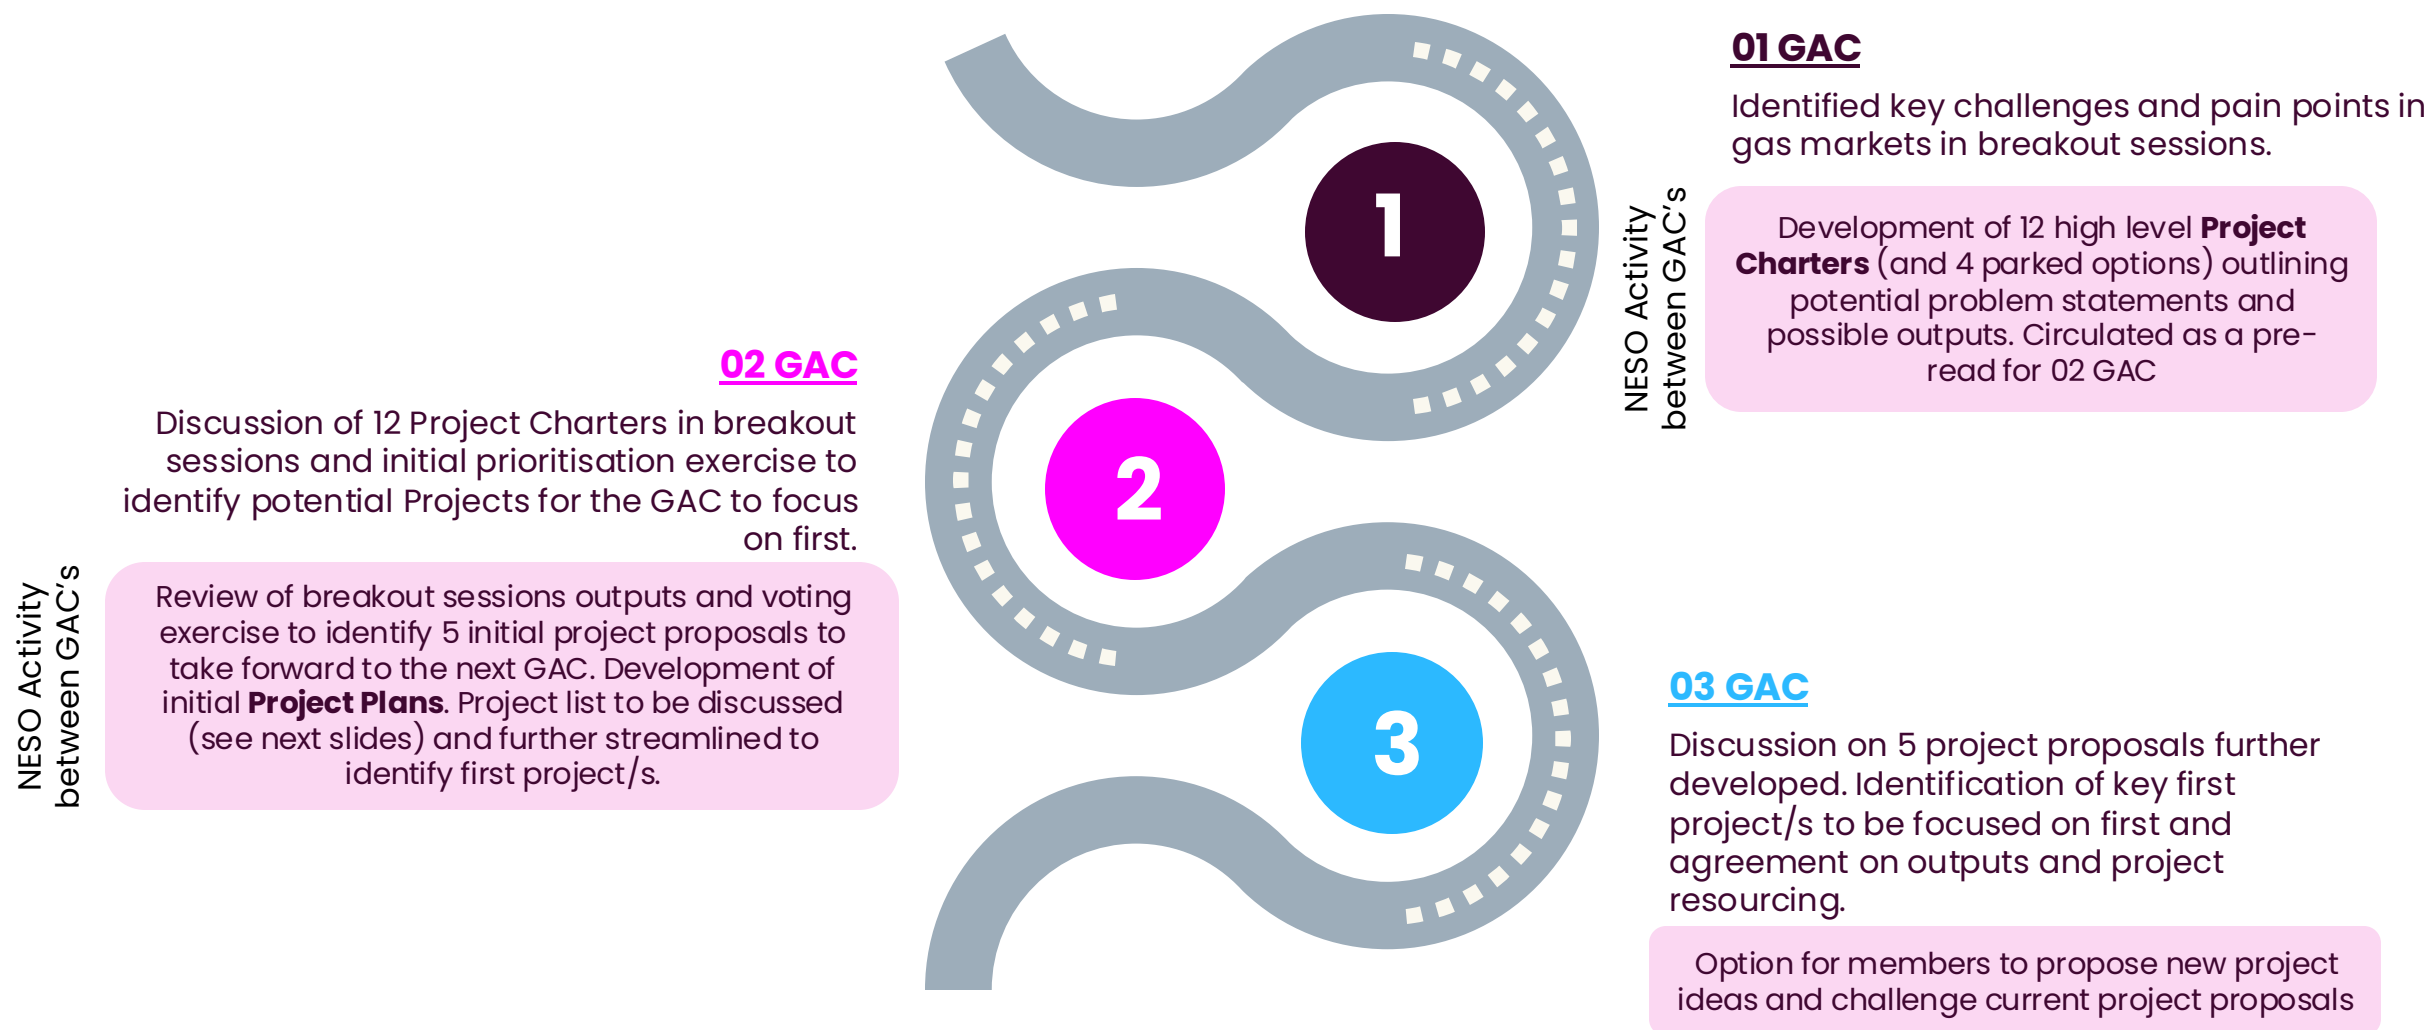 01 GAC
Identified key challenges and pain points in
gas markets in breakout sessions.
1
NESO Activity
between GAC's
Development of 12 high level Project
Charters (and 4 parked options) outlining
potential problem statements and
possible outputs. Circulated as a pre-
read for 02 GAC
02 GAC
Discussion of 12 Project Charters in breakout
sessions and initial prioritisation exercise to
identify potential Projects for the GAC to focus
on first.
2
NESO Activity
between GAC's
Review of breakout sessions outputs and voting
exercise to identify 5 initial project proposals to
take forward to the next GAC. Development of
initial Project Plans. Project list to be discussed
(see next slides) and further streamlined to
identify first project/s.
3
03 GAC
Discussion on 5 project proposals further
developed. Identification of key first
project/s to be focused on first and
agreement on outputs and project
resourcing.
Option for members to propose new project
ideas and challenge current project proposals